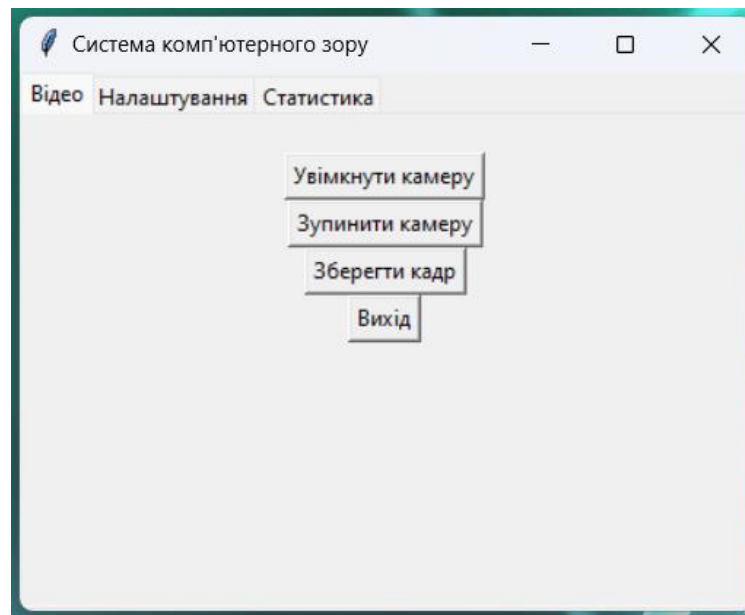 Система комп'ютерного зору
Відео Налаштування Статистика
Увімкнути камеру
Зупинити камеру
Зберегти кадр
Вихід